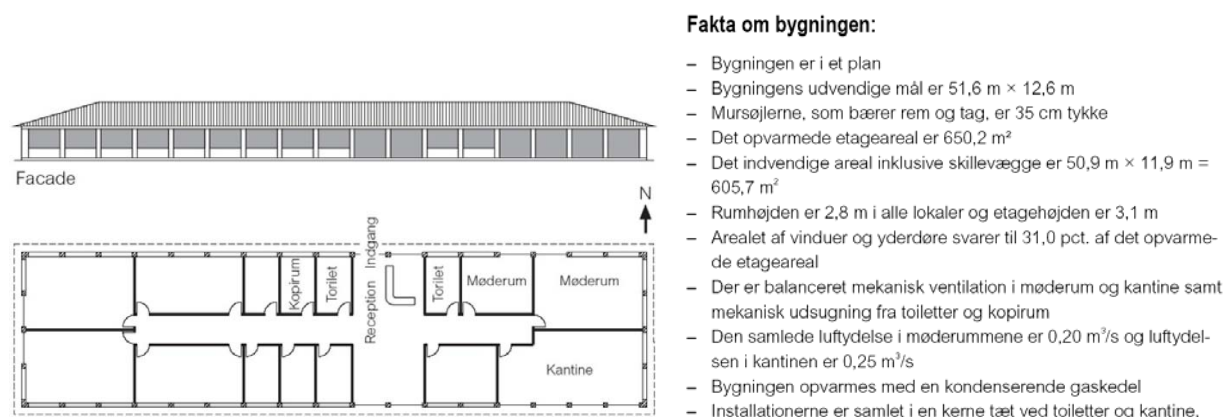 Fakta om bygningen:
– Bygningen er i et plan
– Bygningens udvendige mål er 51,6 m × 12,6 m
– Mursøjlerne, som bærer rem og tag, er 35 cm tykke
– Det opvarmede etageareal er 650,2 m²
– Det indvendige areal inklusive skillevægge er 50,9 m × 11,9 m =
605,7 m²
– Rumhøjden er 2,8 m i alle lokaler og etagehøjden er 3,1 m
– Arealet af vinduer og yderdøre svarer til 31,0 pct. af det opvarme-
de etageareal
– Der er balanceret mekanisk ventilation i møderum og kantine samt
mekanisk udsugning fra toiletter og kopirum
– Den samlede luftydelse i møderummene er 0,20 m³/s og luftydel-
sen i kantinen er 0,25 m³/s
– Bygningen opvarmes med en kondenserende gaskedel
– Installationerne er samlet i en kerne tæt ved toiletter og kantine.
Facade
N
Kopirum
Torilet
Reception Indgang
Torilet
Møderum
Møderum
Kantine